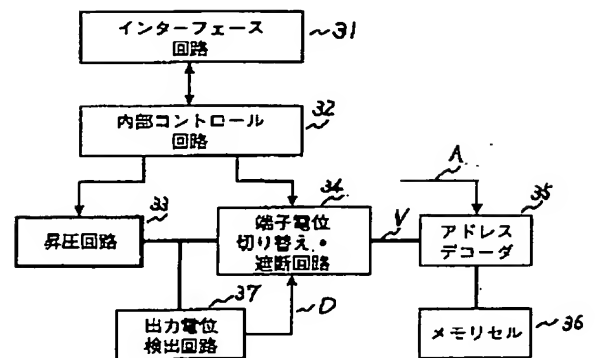 インターフェース
回路
31
内部コントロール
回路
32
昇圧回路
33
端子電位
切り替え・
遮断回路
34
V
A
アドレス
デコーダ
35
出力電位
検出回路
37
D
メモリセル
36